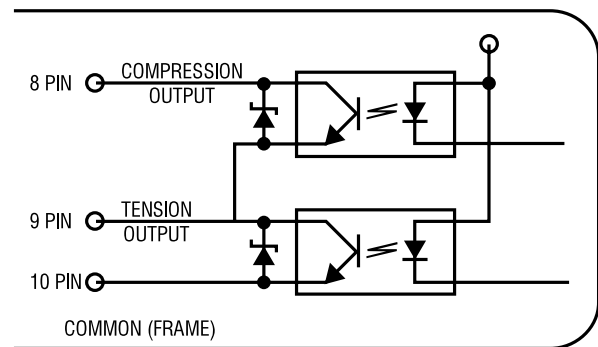 8 PIN
COMPRESSION
OUTPUT
9 PIN
TENSION
OUTPUT
10 PIN
COMMON (FRAME)